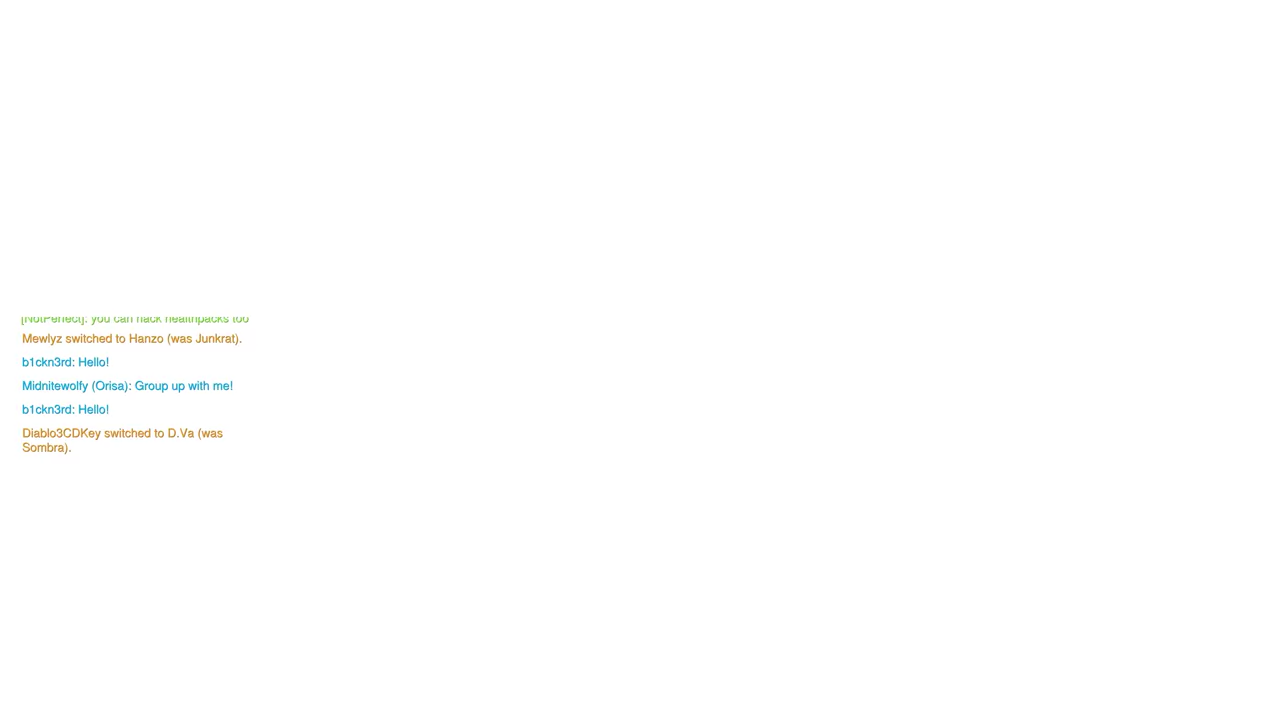 [NotPerfect]: you can hack healthpacks too
Mewlyz switched to Hanzo (was Junkrat).
b1ckn3rd: Hello!
Midnitewolfy (Orisa): Group up with me!
b1ckn3rd: Hello!
Diablo3CDKey switched to D.Va (was
Sombra).